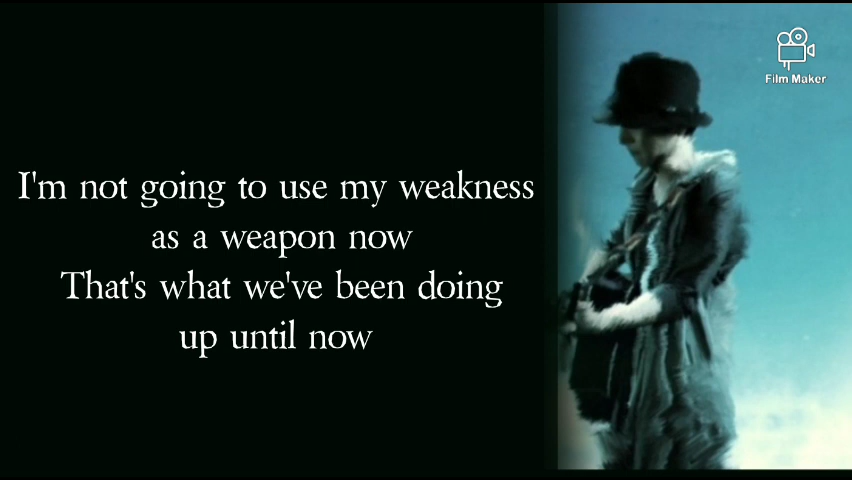 Film Maker
I'm not going to use my weakness
as a weapon now
That's what we've been doing
up until now